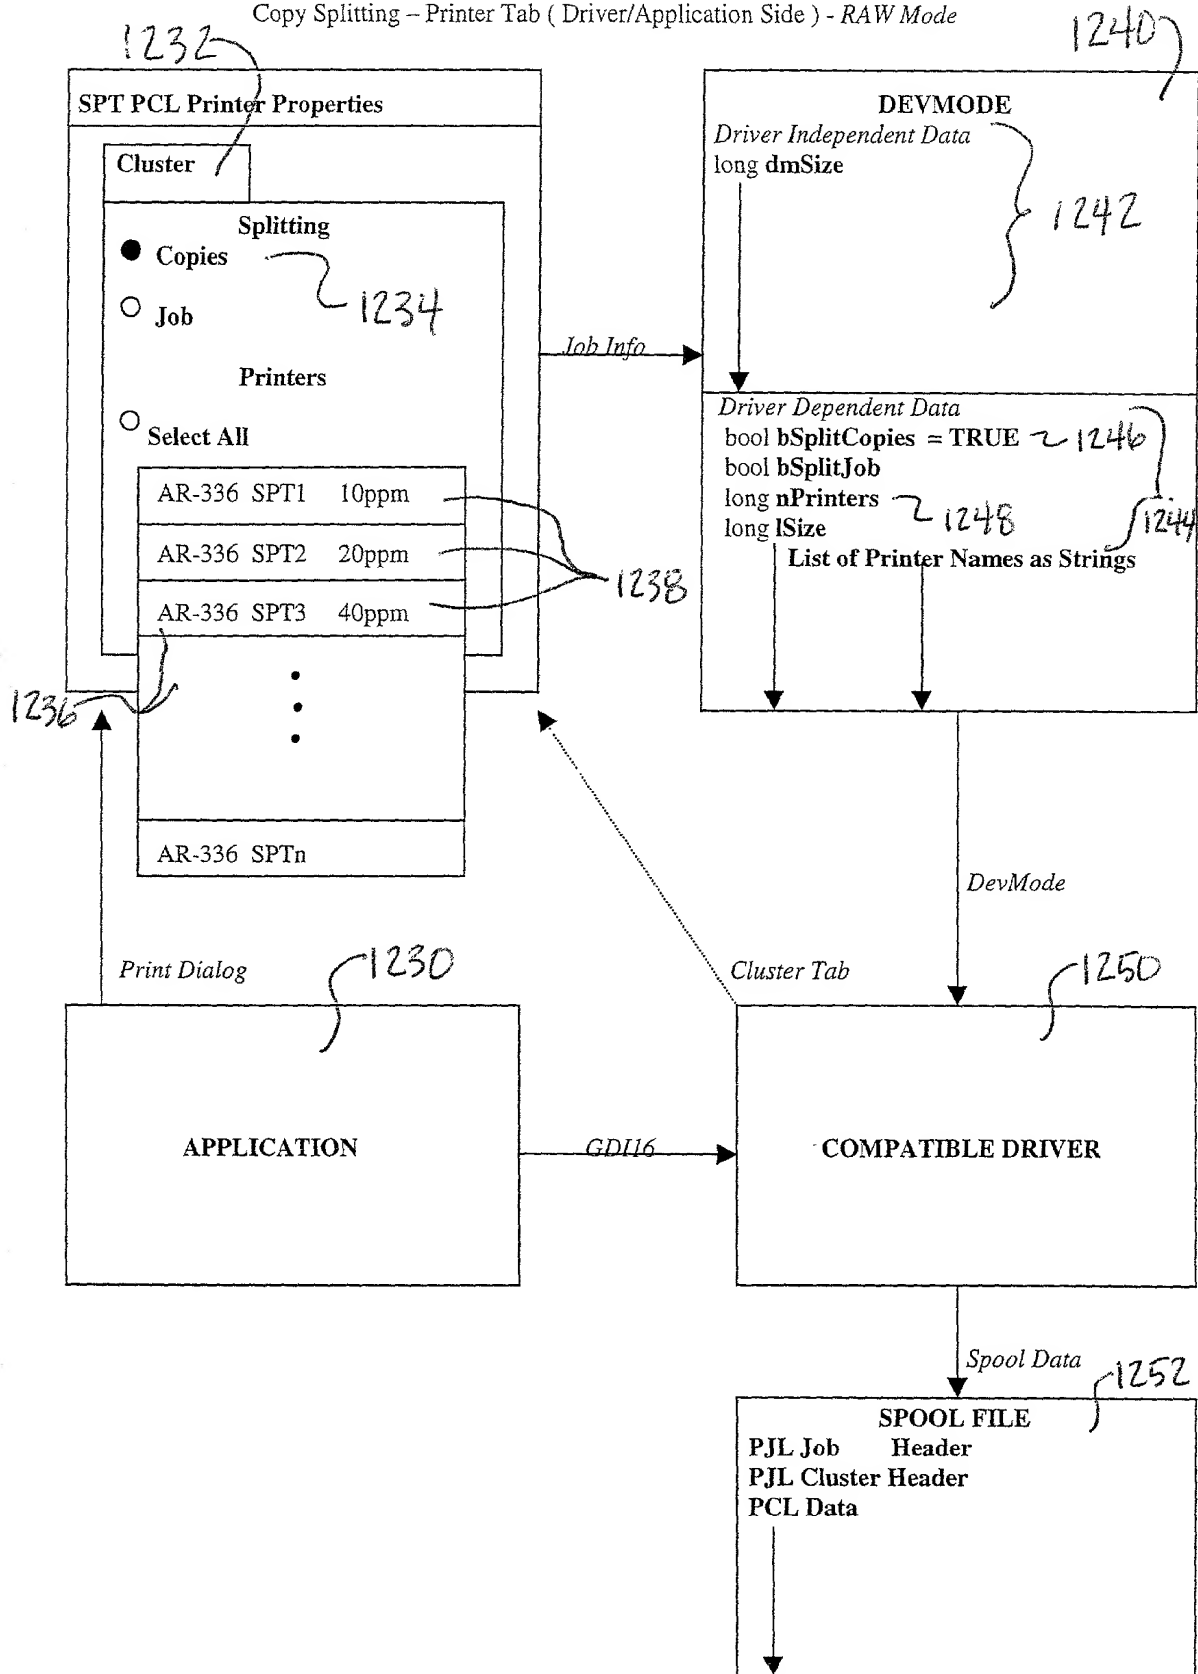 Copy Splitting – Printer Tab ( Driver/Application Side ) - RAW Mode
1232
1240
SPT PCL Printer Properties
Cluster
Splitting
Copies
1234
Job
Printers
Select All
AR-336 SPT1 10ppm
AR-336 SPT2 20ppm
AR-336 SPT3 40ppm
1238
1236
AR-336 SPTn
Job Info
DEVMODE
Driver Independent Data
long dmSize
1242
Driver Dependent Data
bool bSplitCopies = TRUE
1246
bool bSplitJob
long nPrinters
1248
1244
long lSize
List of Printer Names as Strings
DevMode
Print Dialog
1230
Cluster Tab
1250
APPLICATION
GDI16
COMPATIBLE DRIVER
Spool Data
1252
SPOOL FILE
PJL Job Header
PJL Cluster Header
PCL Data